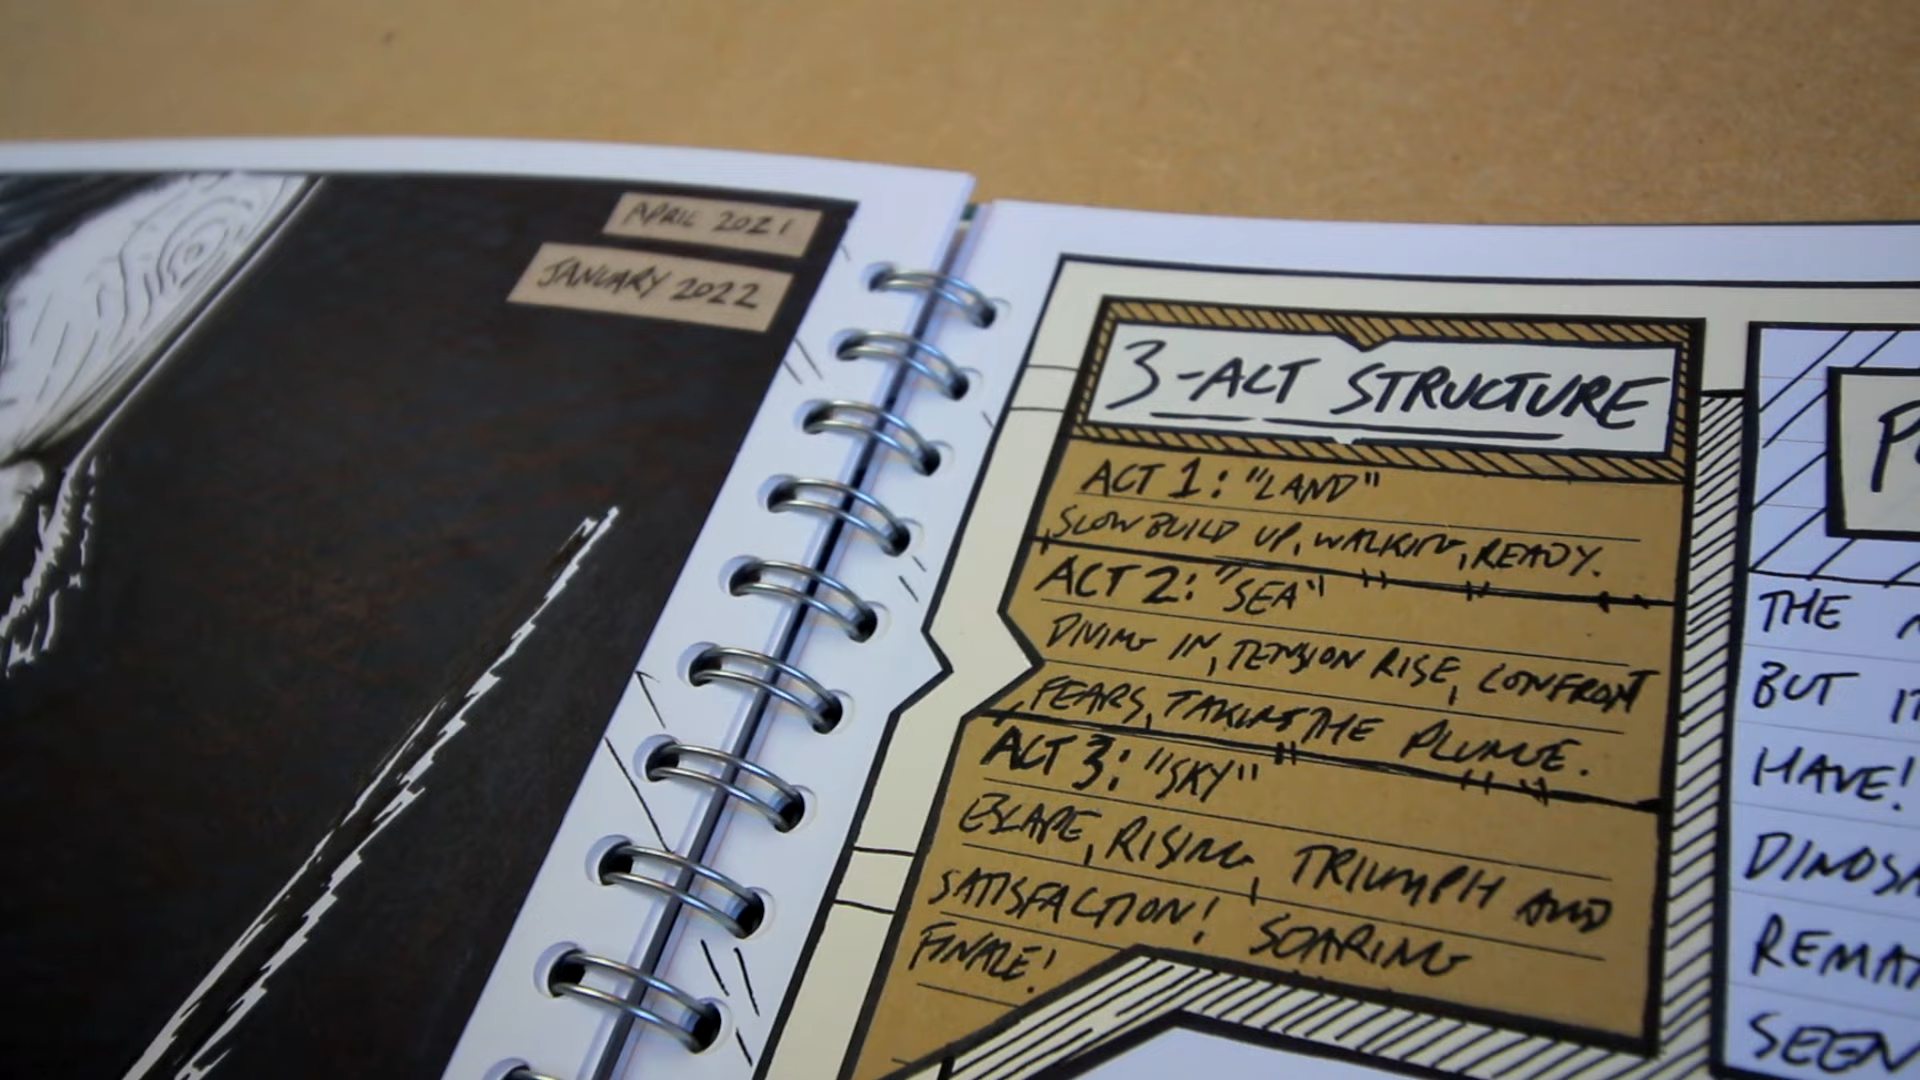 APRIL 2021
JANUARY 2022
3-ACT STRUCTURE
ACT 1: "LAND"
SLOW BUILD UP, WALKING, READY.
ACT 2: "SEA"
DIVING IN, TENSION RISE, CONFRONT
FEARS, TAKING THE PLUNGE.
ACT 3: "SKY"
ESCAPE, RISING, TRIUMPH AND
SATISFACTION! SOARING
FINALE!
THE
BUT
HAVE!
SEEN